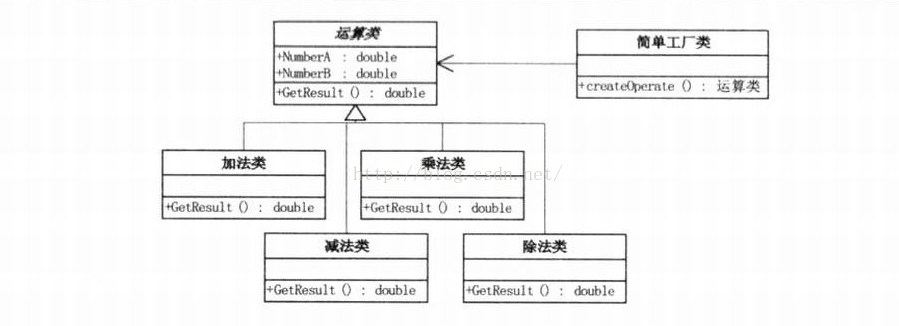 运算类
+NumberA : double
+NumberB : double
+GetResult () : double
简单工厂类
+createOperate () : 运算类
加法类
+GetResult () : double
乘法类
+GetResult () : double
http://blog.csdn.net/
减法类
+GetResult () : double
除法类
+GetResult () : double